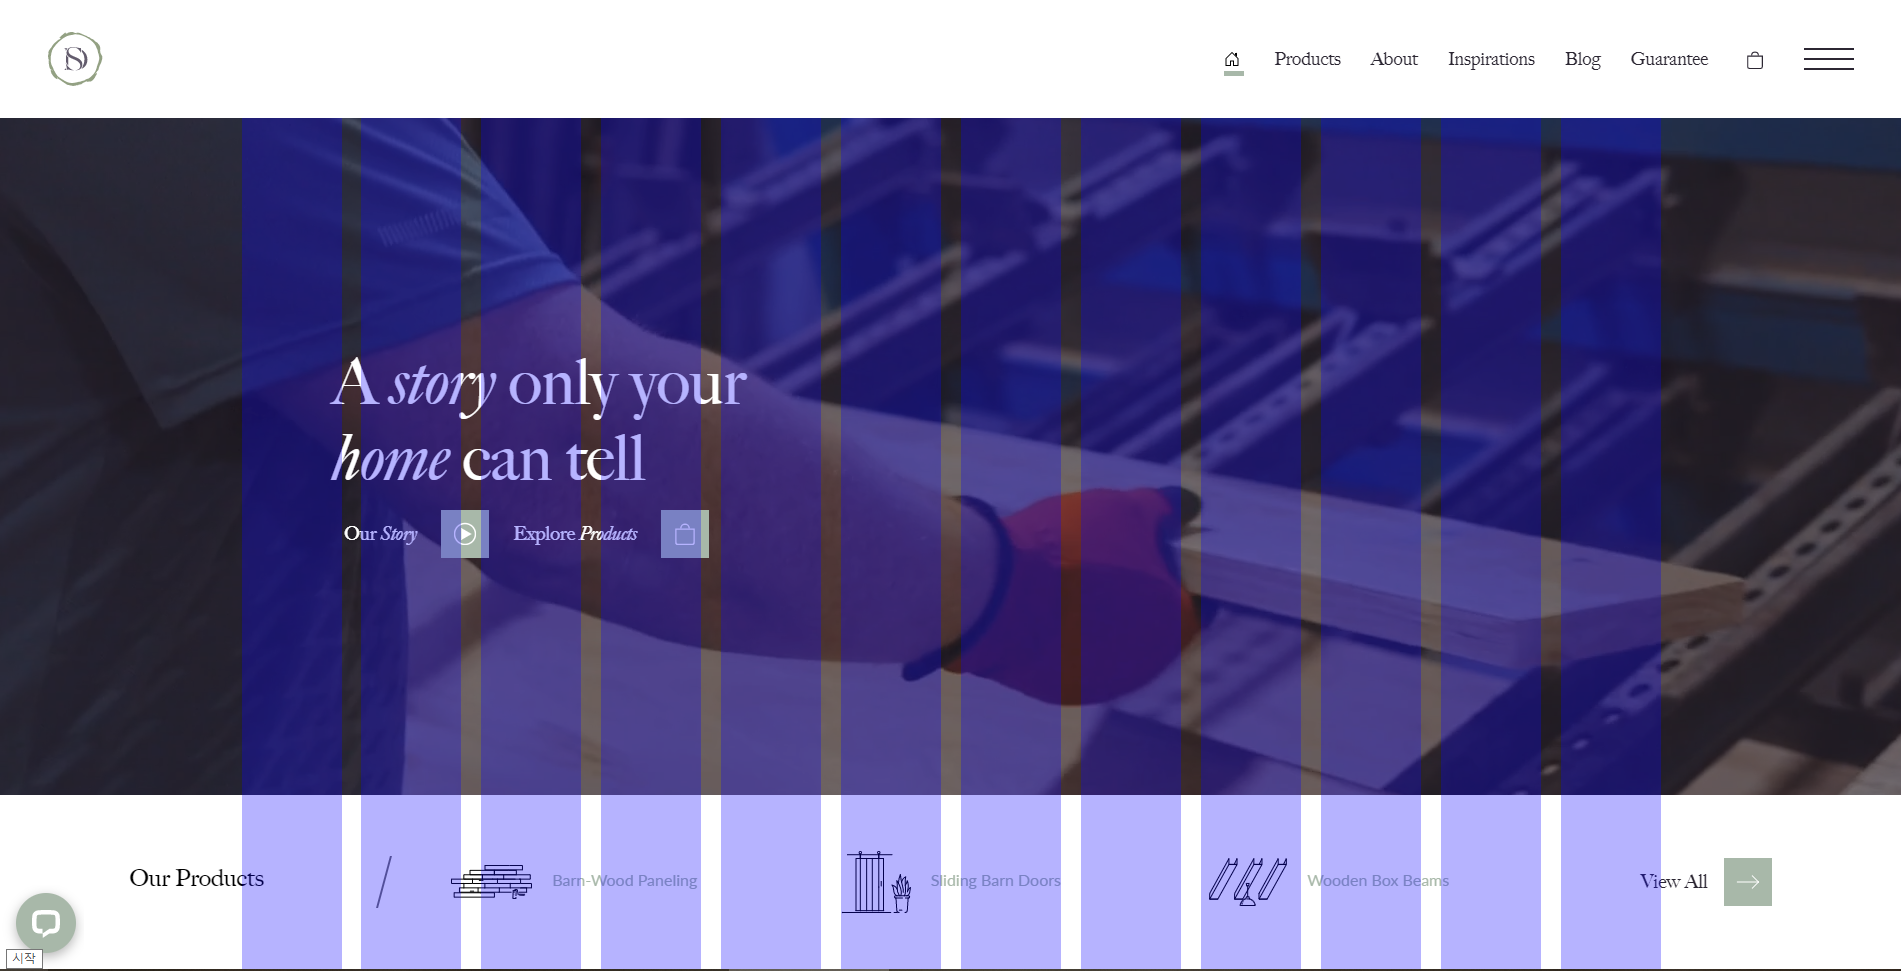 SD
Products About Inspirations Blog Guarantee
A story only your
home can tell
Our Story Explore Products
Our Products Barn-Wood Paneling Sliding Barn Doors Wooden Box Beams View All
시작